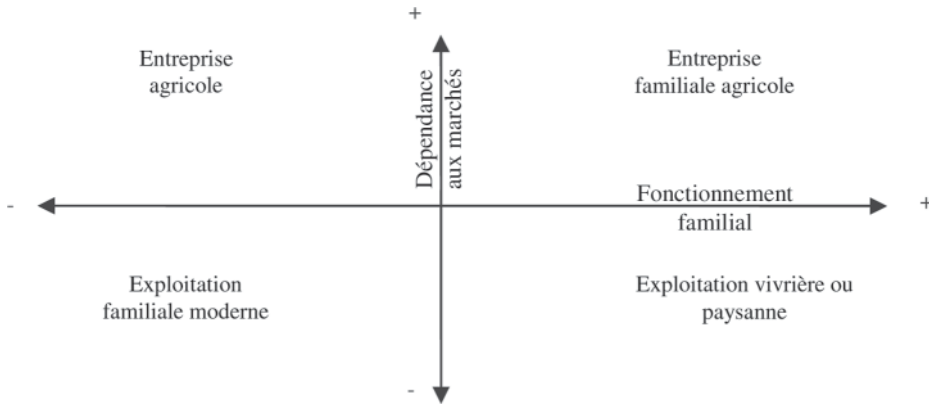 +
Entreprise
agricole
Dépendance
aux marchés
Entreprise
familiale agricole
-
Fonctionnement
familial
+
Exploitation
familiale moderne
Exploitation vivrière ou
paysanne
-